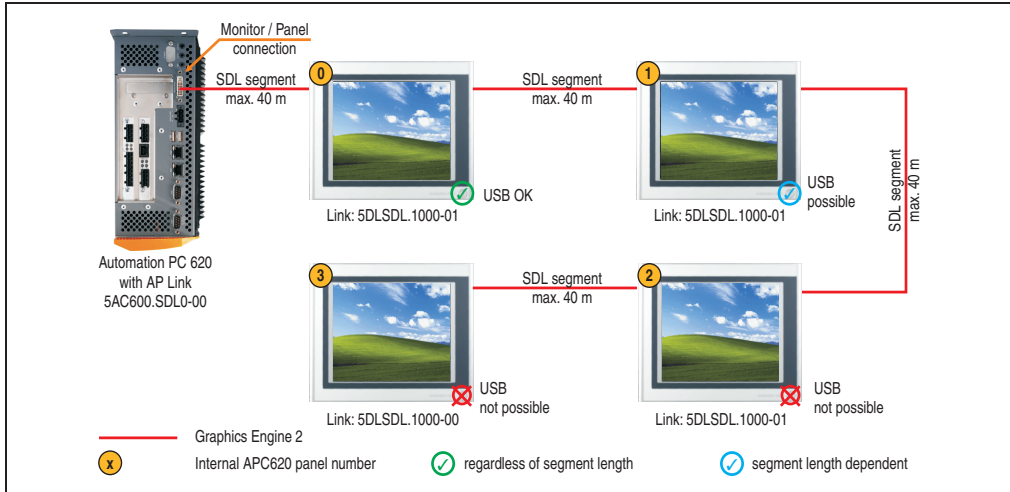 Monitor / Panel
connection
SDL segment
max. 40 m
0
USB OK
Link: 5DLSDL.1000-01
SDL segment
max. 40 m
1
USB
possible
Link: 5DLSDL.1000-01
SDL segment
max. 40 m
Automation PC 620
with AP Link
5AC600.SDL0-00
3
USB
not possible
Link: 5DLSDL.1000-00
SDL segment
max. 40 m
2
USB
not possible
Link: 5DLSDL.1000-01
Graphics Engine 2
x
Internal APC620 panel number
regardless of segment length
segment length dependent